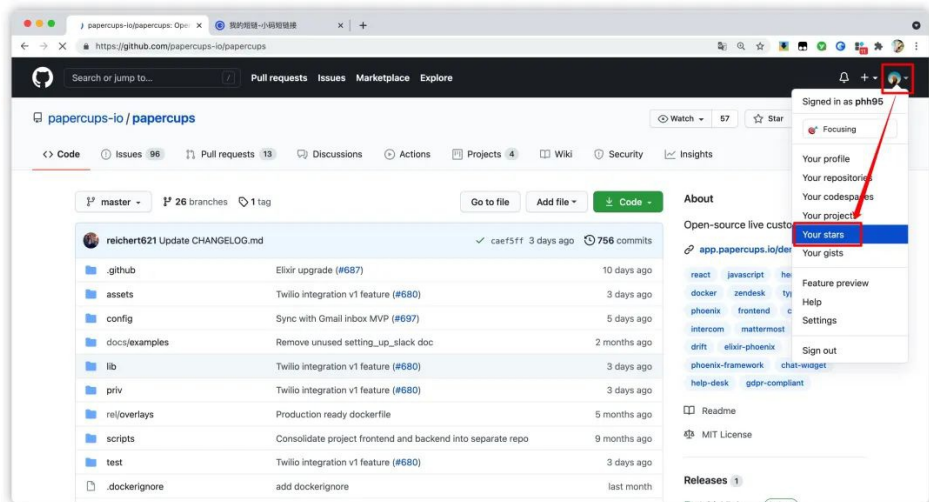 papercups-io/papercups: Ope
我的短链-小码短链接
https://github.com/papercups-io/papercups
Search or jump to...
/
Pull requests Issues Marketplace Explore
papercups-io / papercups
Watch 57
Star
Code
Issues 96
Pull requests 13
Discussions
Actions
Projects 4
Wiki
Security
Insights
Signed in as phh95
Focusing
Your profile
Your repositories
Your codespaces
Your projects
Your stars
Your gists
Feature preview
Help
Settings
Sign out
master
26 branches
1 tag
Go to file
Add file
Code
reichert621 Update CHANGELOG.md
caef5ff 3 days ago
756 commits
.github Elixir upgrade (#687) 10 days ago
assets Twilio integration v1 feature (#680) 3 days ago
config Sync with Gmail inbox MVP (#697) 5 days ago
docs/examples Remove unused setting_up_slack doc 2 months ago
lib Twilio integration v1 feature (#680) 3 days ago
priv Twilio integration v1 feature (#680) 3 days ago
rel/overlays Production ready dockerfile 5 months ago
scripts Consolidate project frontend and backend into separate repo 9 months ago
test Twilio integration v1 feature (#680) 3 days ago
.dockerignore add dockerignore last month
About
Open-source live custo
app.papercups.io/de
react javascript he
docker zendesk ty
phoenix frontend c
intercom mattermost
drift elixir-phoenix
phoenix-framework chat-widget
help-desk gdpr-compliant
Readme
MIT License
Releases 1